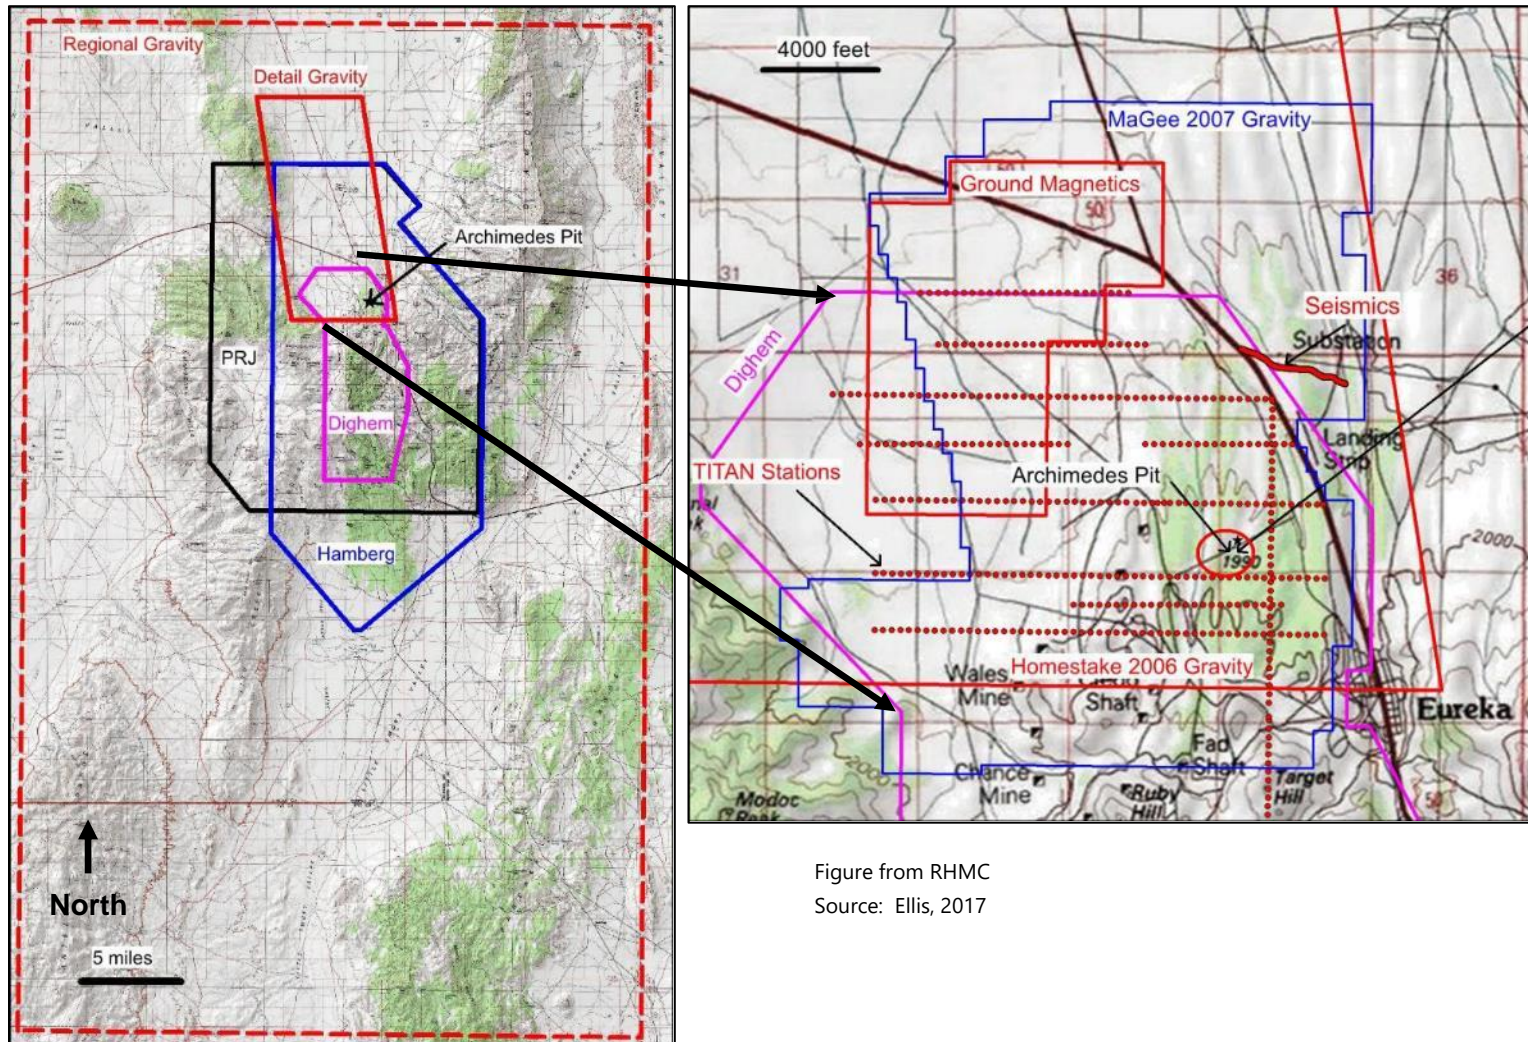 Regional Gravity
Detail Gravity
Archimedes Pit
PRJ
Dighem
Hamberg
North
5 miles
4000 feet
MaGee 2007 Gravity
Ground Magnetics
50
31
36
Seismics
Substation
Dighem
Landing
Strip
TITAN Stations
Archimedes Pit
1990
2000
Homestake 2006 Gravity
Wales
Mine
Shaft
Eureka
Fad
Shaft
2000
Chance
Mine
Target
Hill
Modoc
Peak
Ruby
Hill
50
Figure from RHMC
Source: Ellis, 2017